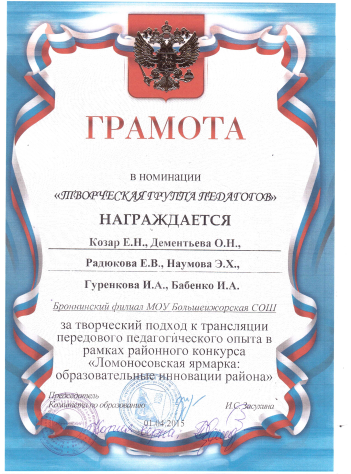 ГРАМОТА
в номинации
«ТВОРЧЕСКАЯ ГРУППА ПЕДАГОГОВ»
НАГРАЖДАЕТСЯ
Козар Е.Н., Дементьева О.Н.,
Радюкова Е.В., Наумова Э.Х.,
Гуренкова И.А., Бабенко И.А.
Броннинский филиал МОУ Большеижорская СОШ
за творческий подход к трансляции
передового педагогического опыта в
рамках районного конкурса
«Ломоносовская ярмарка:
образовательные инновации района»
Председатель
Комитета по образованию И.С.Засухина
01.04.2015